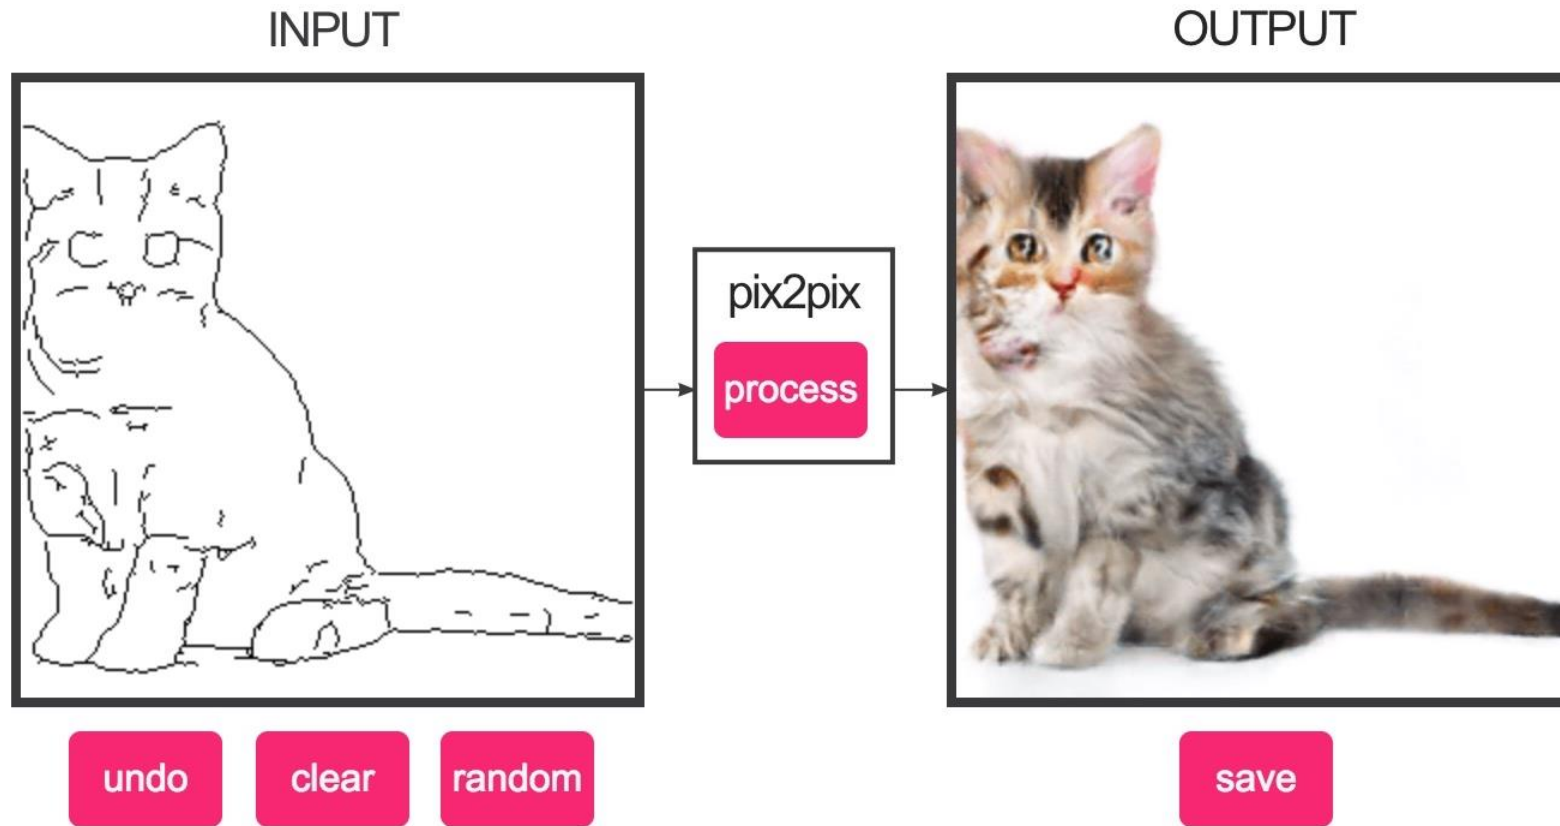 INPUT
OUTPUT
pix2pix
process
undo
clear
random
save